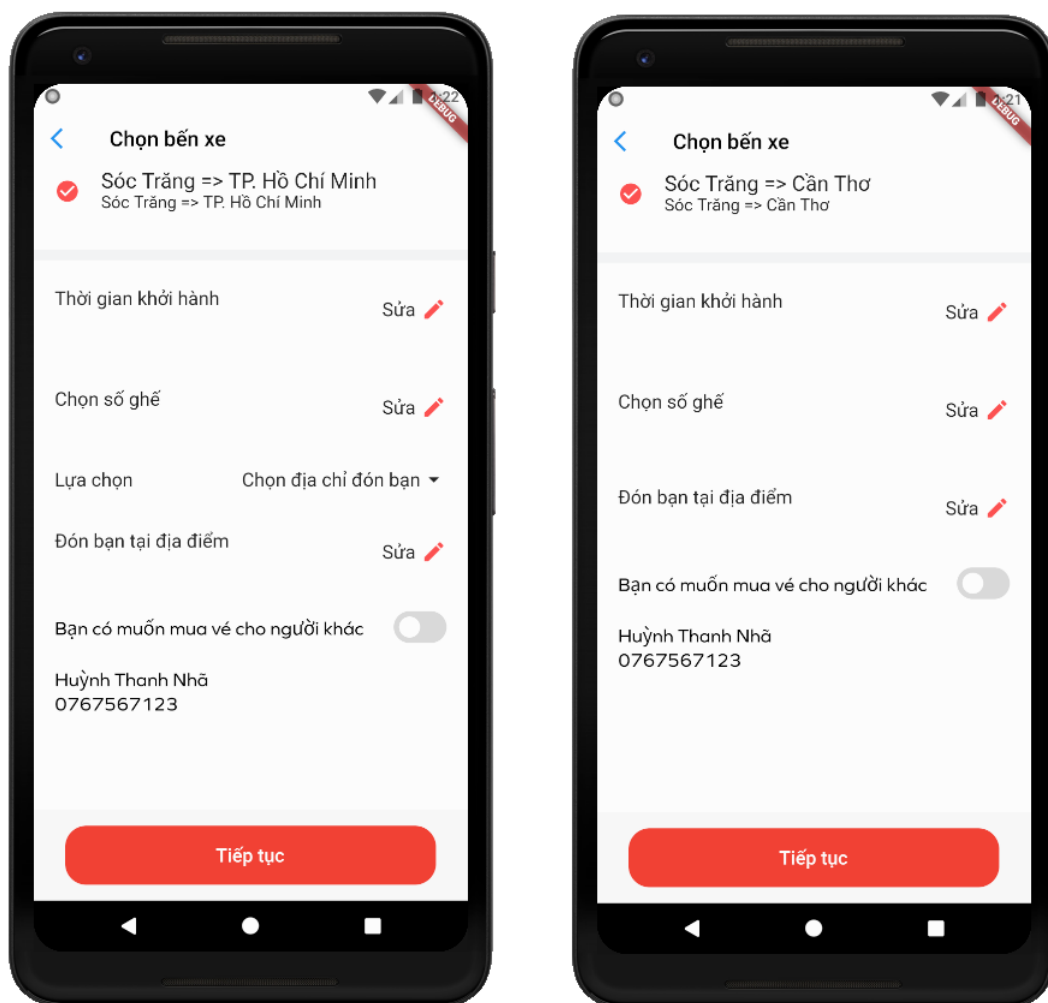 DEBUG
Chọn bến xe
Sóc Trăng => TP. Hồ Chí Minh
Sóc Trăng => TP. Hồ Chí Minh
Thời gian khởi hành
Sửa
Chọn số ghế
Sửa
Lựa chọn Chọn địa chỉ đón bạn
Đón bạn tại địa điểm
Sửa
Bạn có muốn mua vé cho người khác
Huỳnh Thanh Nhã
0767567123
Tiếp tục
DEBUG
Chọn bến xe
Sóc Trăng => Cần Thơ
Sóc Trăng => Cần Thơ
Thời gian khởi hành
Sửa
Chọn số ghế
Sửa
Đón bạn tại địa điểm
Sửa
Bạn có muốn mua vé cho người khác
Huỳnh Thanh Nhã
0767567123
Tiếp tục